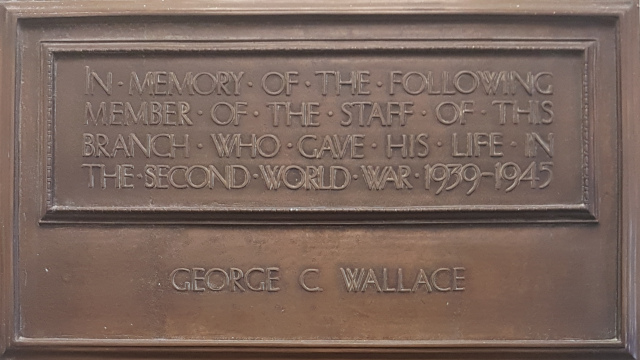 IN·MEMORY·OF·THE·FOLLOWING
MEMBER·OF·THE·STAFF·OF·THIS
BRANCH·WHO·GAVE·HIS·LIFE·IN
THE·SECOND·WORLD·WAR·1939-1945
GEORGE C WALLACE